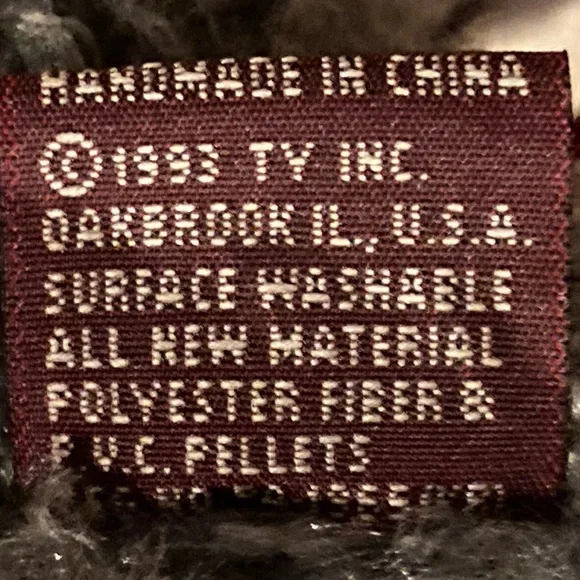 HANDMADE IN CHINA
©1993 TY INC.
OAKBROOK IL., U.S.A.
SURFACE WASHABLE
ALL NEW MATERIAL
POLYESTER FIBER &
P.V.C. PELLETS